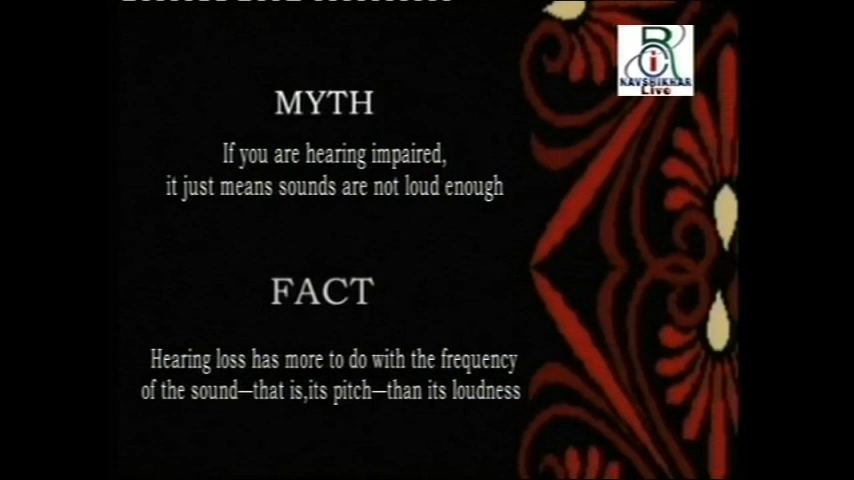 R
i
NAVSHIKHAR
Live
MYTH
If you are hearing impaired,
it just means sounds are not loud enough
FACT
Hearing loss has more to do with the frequency
of the sound—that is,its pitch—than its loudness